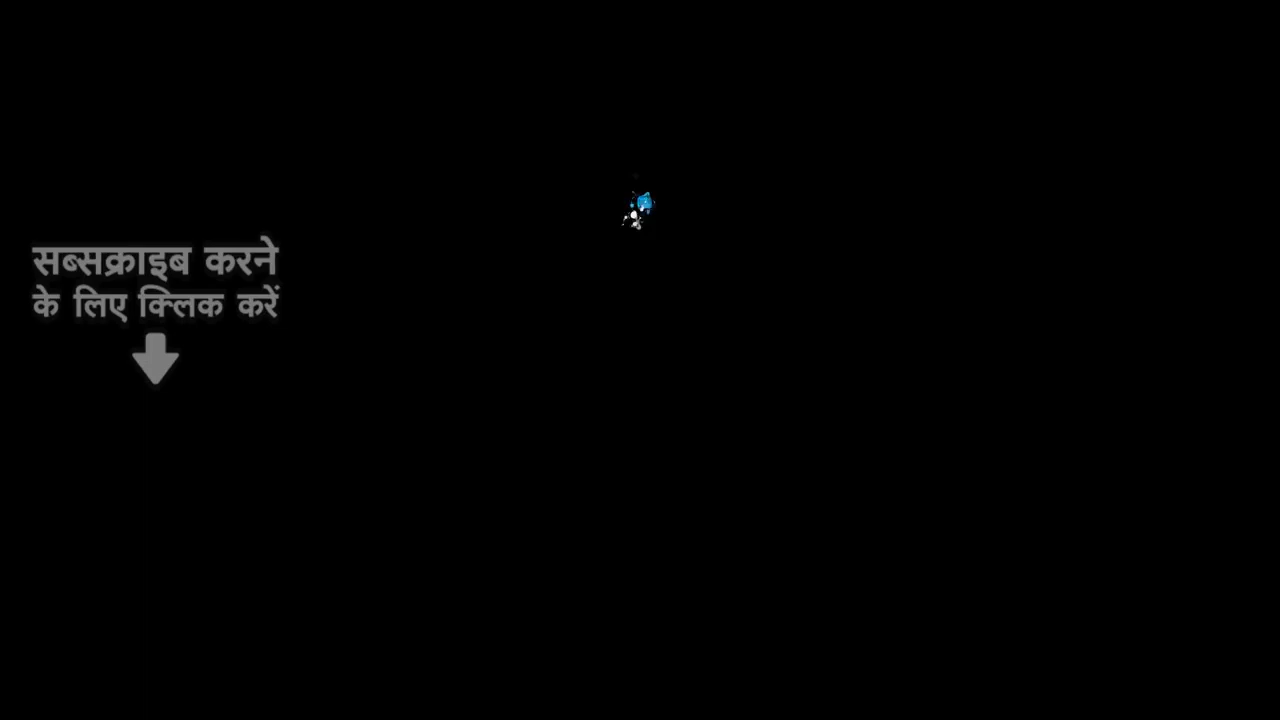 सब्सक्राइब करने
के लिए क्लिक करें